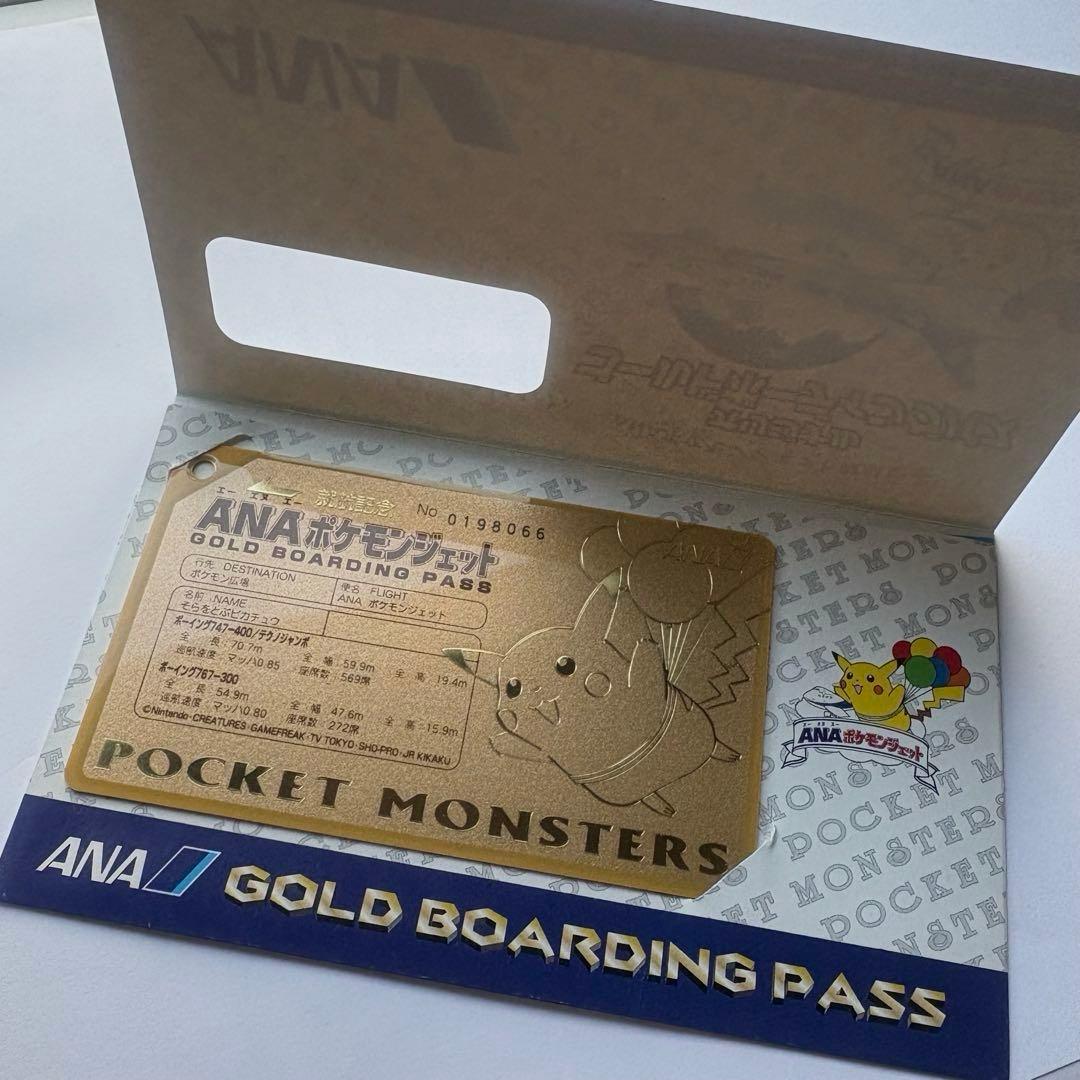 ANA
就航記念
No 0198066
エー エヌ エー
ANAポケモンジェット
GOLD BOARDING PASS
ANA
行先 DESTINATION
ポケモン広場
便名 FLIGHT
ANA ポケモンジェット
名前 NAME
そらをとぶピカチュウ
ボーイング747-400/テクノジャンボ
全 長:70.7m 全 幅:59.9m 全 高:19.4m
巡航速度:マッハ0.85 座席数:569席
ボーイング767-300
全 長:54.9m 全 幅:47.6m 全 高:15.9m
巡航速度:マッハ0.80 座席数:272席
©Nintendo・CREATURES・GAMEFREAK・TV TOKYO・SHO-PRO・JR KIKAKU
POCKET MONSTERS
エー エヌ エー
ANAポケモンジェット
POCKET MONSTERS
ANA
GOLD BOARDING PASS